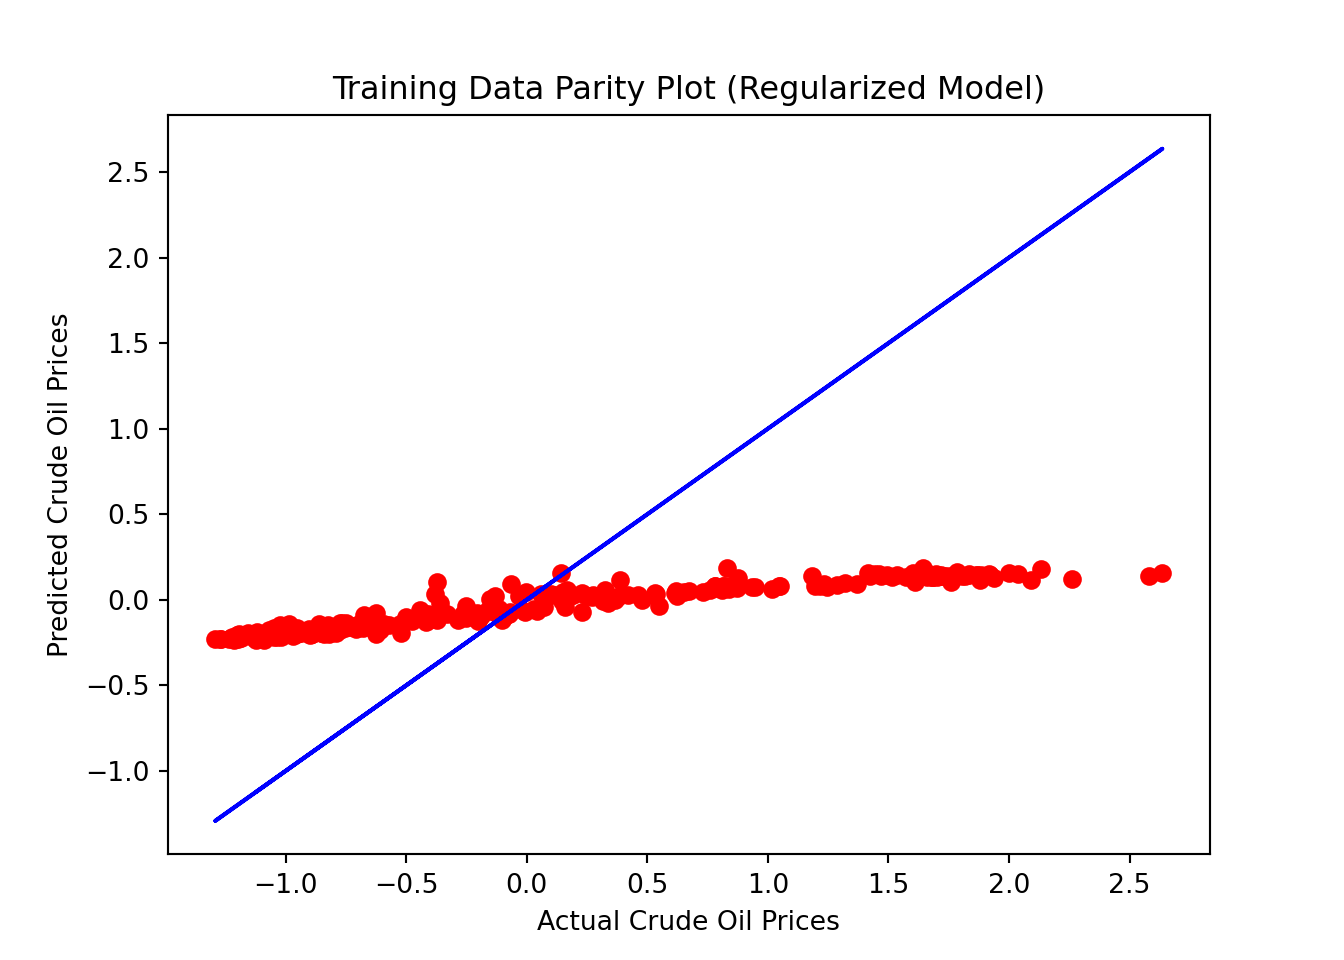 Training Data Parity Plot (Regularized Model)
2.5
2.0
1.5
1.0
0.5
0.0
−0.5
−1.0
Predicted Crude Oil Prices
−1.0 −0.5 0.0 0.5 1.0 1.5 2.0 2.5
Actual Crude Oil Prices